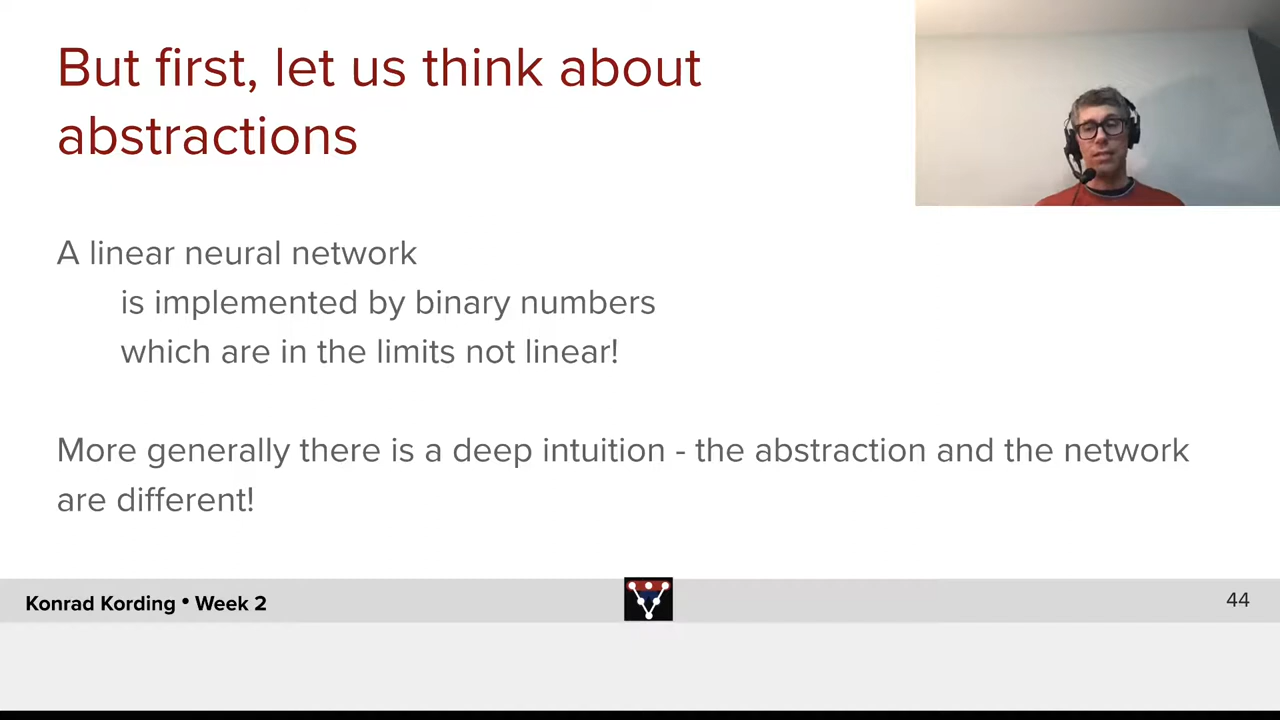 But first, let us think about
abstractions
A linear neural network
is implemented by binary numbers
which are in the limits not linear!
More generally there is a deep intuition - the abstraction and the network
are different!
Konrad Kording • Week 2
44